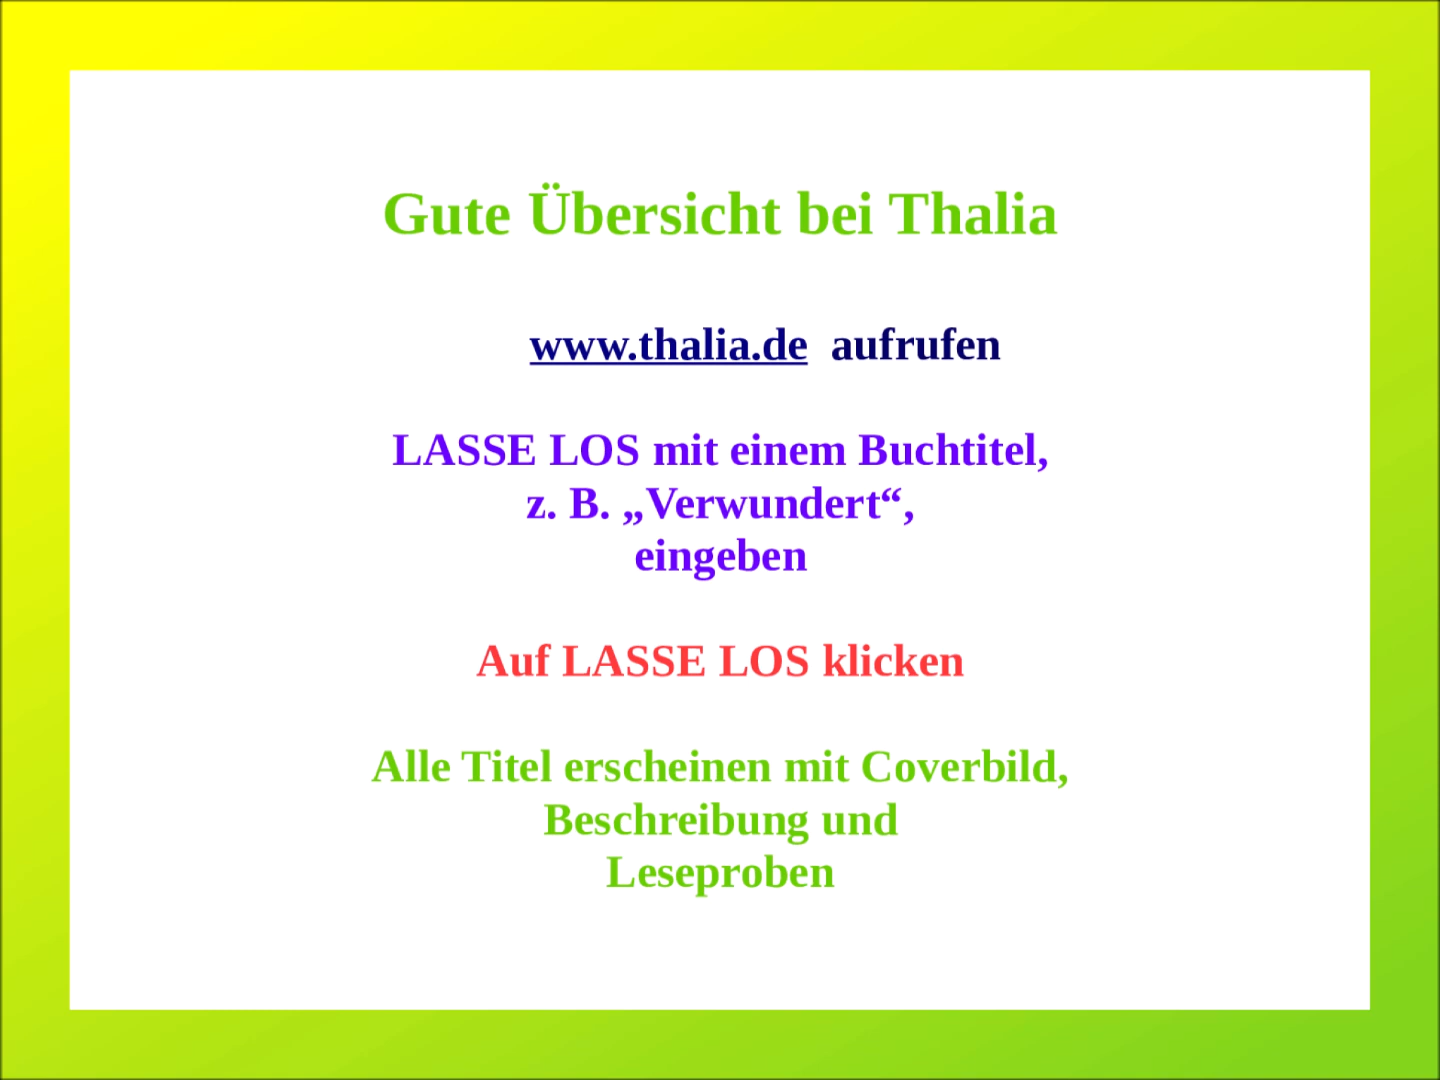 Gute Übersicht bei Thalia
www.thalia.de aufrufen
LASSE LOS mit einem Buchtitel,
z. B. „Verwundert“,
eingeben
Auf LASSE LOS klicken
Alle Titel erscheinen mit Coverbild,
Beschreibung und
Leseproben